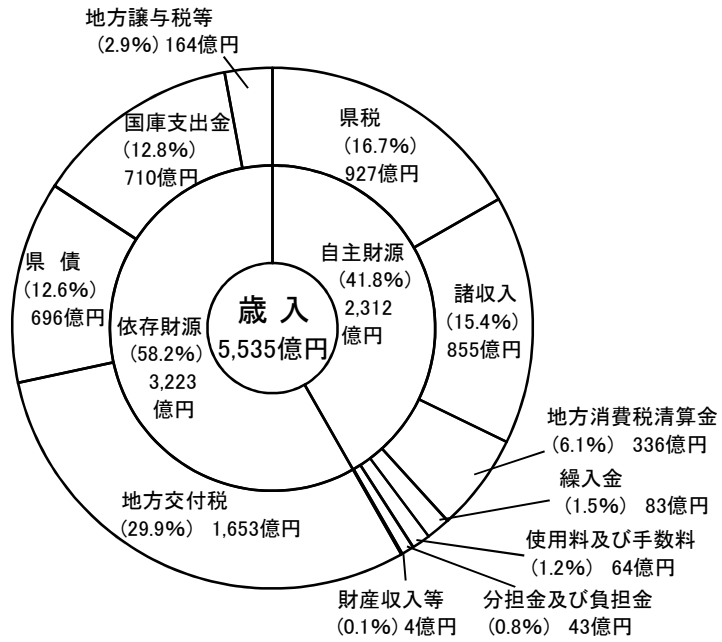 地方譲与税等
(2.9%) 164億円
国庫支出金
(12.8%)
710億円
県税
(16.7%)
927億円
県 債
(12.6%)
696億円
依存財源
(58.2%)
3,223
億円
歳 入
5,535億円
自主財源
(41.8%)
2,312
億円
諸収入
(15.4%)
855億円
地方消費税清算金
(6.1%) 336億円
繰入金
(1.5%) 83億円
使用料及び手数料
(1.2%) 64億円
地方交付税
(29.9%) 1,653億円
財産収入等
(0.1%) 4億円
分担金及び負担金
(0.8%) 43億円